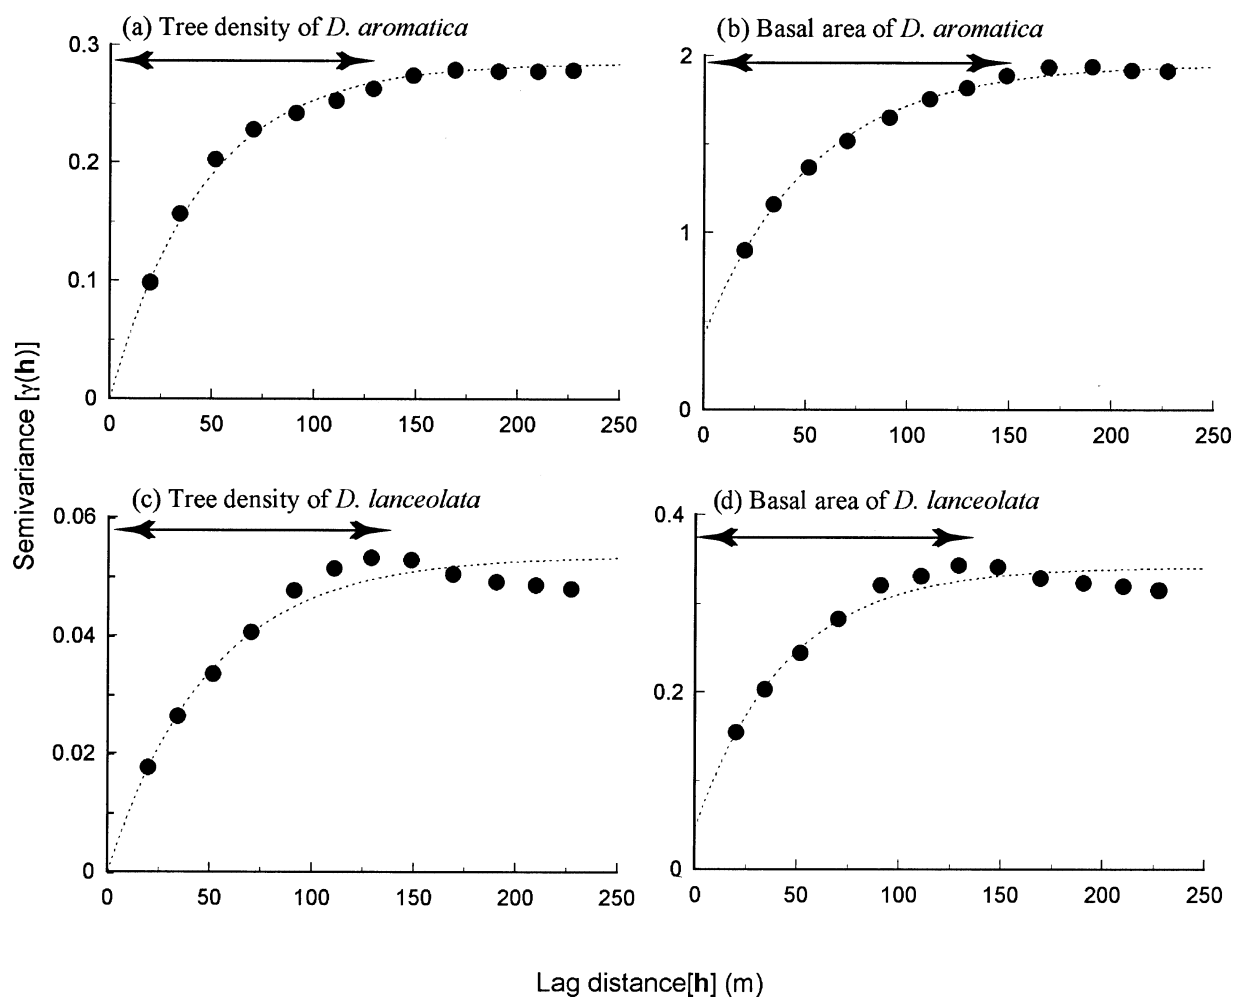 (a) Tree density of D. aromatica
0.3
0.2
0.1
0
0 50 100 150 200 250
(b) Basal area of D. aromatica
2
1
0
0 50 100 150 200 250
Semivariance [γ(h)]
(c) Tree density of D. lanceolata
0.06
0.04
0.02
0
0 50 100 150 200 250
(d) Basal area of D. lanceolata
0.4
0.2
0
0 50 100 150 200 250
Lag distance[h] (m)